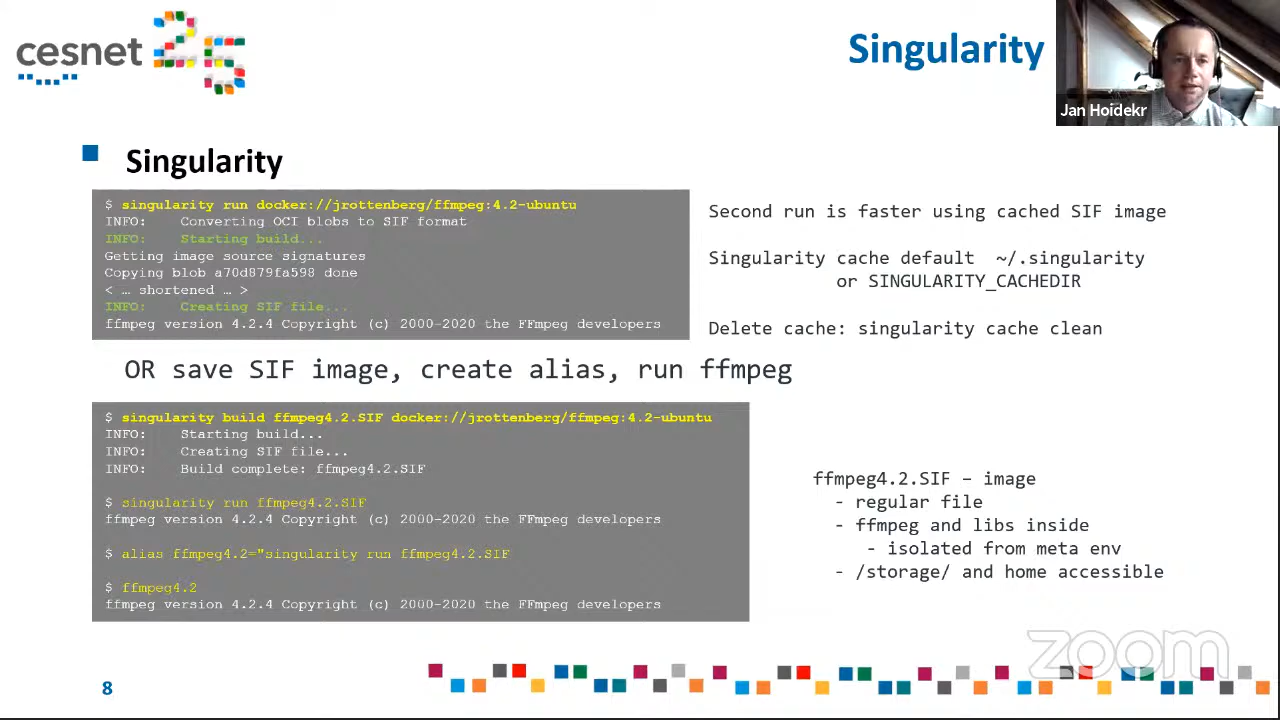 cesnet 25
Singularity
Jan Hoidekr
Singularity
$ singularity run docker://jrottenberg/ffmpeg:4.2-ubuntu
INFO: Converting OCI blobs to SIF format
INFO: Starting build...
Getting image source signatures
Copying blob a70d879fa598 done
< … shortened … >
INFO: Creating SIF file...
ffmpeg version 4.2.4 Copyright (c) 2000-2020 the FFmpeg developers
Second run is faster using cached SIF image
Singularity cache default ~/.singularity
or SINGULARITY_CACHEDIR
Delete cache: singularity cache clean
OR save SIF image, create alias, run ffmpeg
$ singularity build ffmpeg4.2.SIF docker://jrottenberg/ffmpeg:4.2-ubuntu
INFO: Starting build...
INFO: Creating SIF file...
INFO: Build complete: ffmpeg4.2.SIF
$ singularity run ffmpeg4.2.SIF
ffmpeg version 4.2.4 Copyright (c) 2000-2020 the FFmpeg developers
$ alias ffmpeg4.2="singularity run ffmpeg4.2.SIF
$ ffmpeg4.2
ffmpeg version 4.2.4 Copyright (c) 2000-2020 the FFmpeg developers
ffmpeg4.2.SIF – image
- regular file
- ffmpeg and libs inside
- isolated from meta env
- /storage/ and home accessible
zoom
8